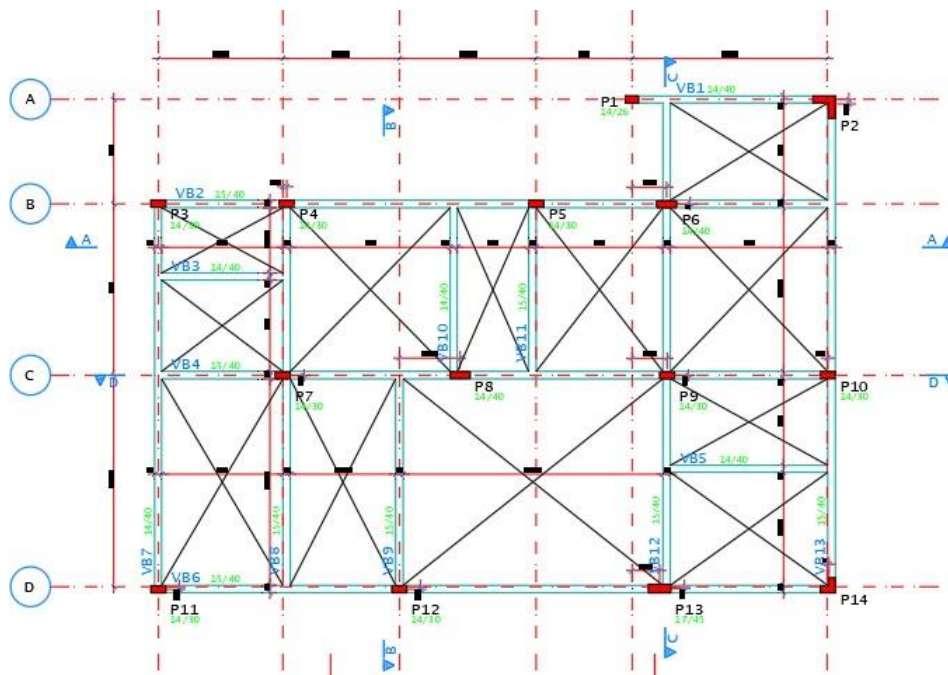 C
VB1 14/40
A
P1
14/26
B
P2
VB2 15/40
B
P3
14/30
P4
14/30
P5
14/30
P6
14/40
A
A
VB3 14/40
14/40
VB10
15/40
VB11
VB4 15/40
C
D
D
P7
14/30
P8
14/40
P9
14/30
P10
14/30
VB5 14/40
14/40
VB7
15/40
VB8
15/40
VB9
15/40
VB12
15/40
VB13
VB6 15/40
D
P11
14/30
P12
14/30
P13
17/45
P14
B
C